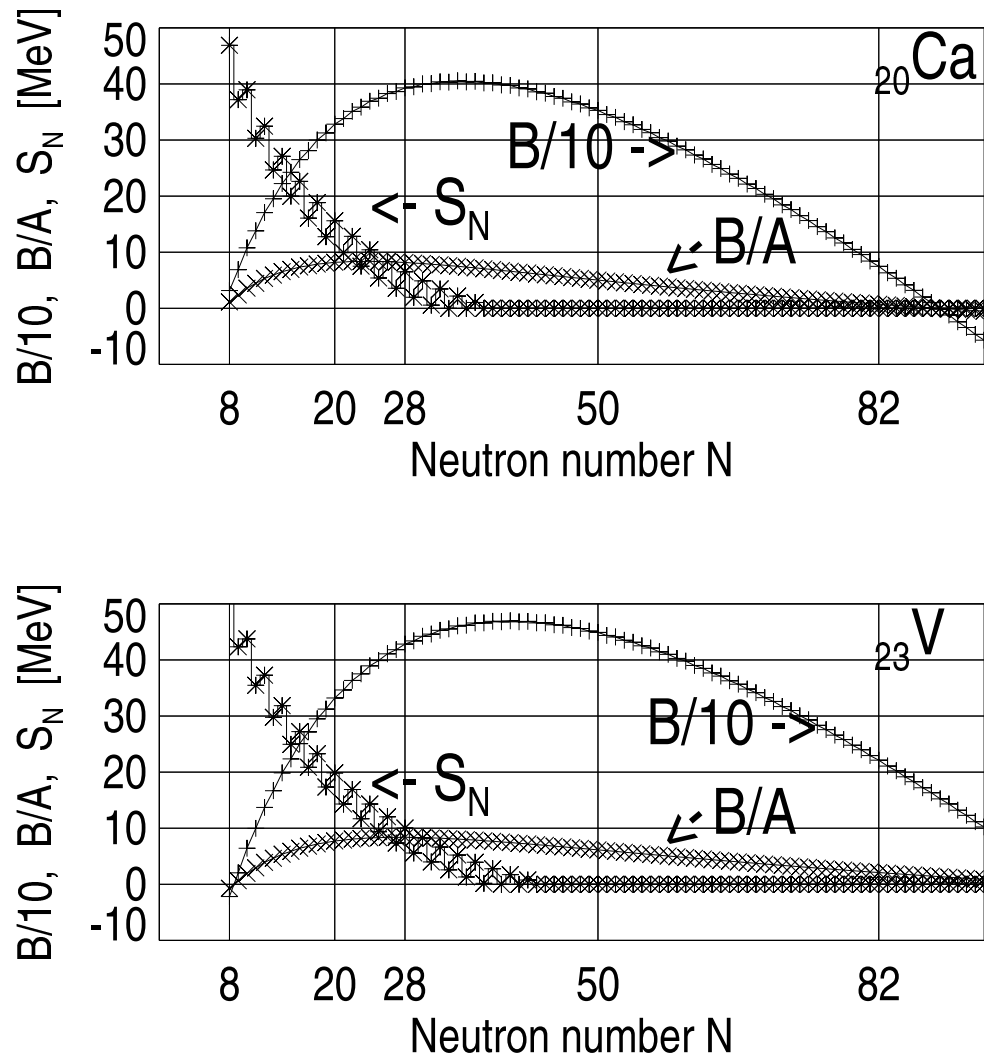 B/10, B/A, S_N [MeV]
50
40
30
20
10
0
-10
₂₀Ca
B/10 ->
<- S_N
B/A
8 20 28 50 82
Neutron number N
B/10, B/A, S_N [MeV]
50
40
30
20
10
0
-10
₂₃V
B/10 ->
<- S_N
B/A
8 20 28 50 82
Neutron number N